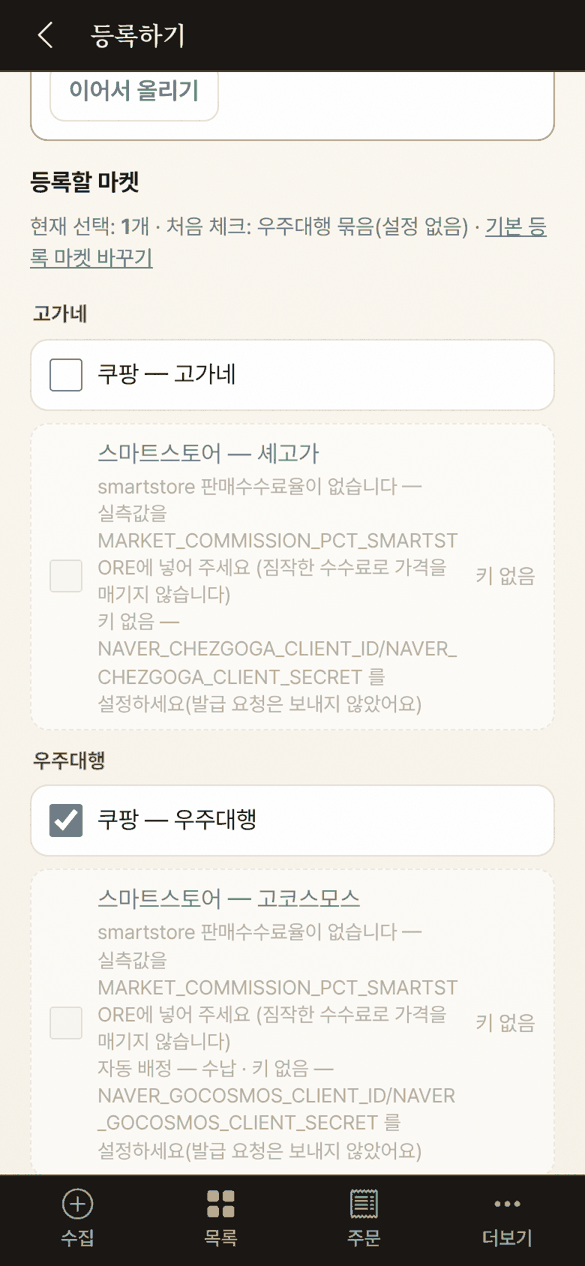 등록하기
이어서 올리기
등록할 마켓
현재 선택: 1개 · 처음 체크: 우주대행 묶음(설정 없음) · 기본 등
록 마켓 바꾸기
고가네
쿠팡 — 고가네
스마트스토어 — 셰고가
smartstore 판매수수료율이 없습니다 —
실측값을
MARKET_COMMISSION_PCT_SMARTST
ORE에 넣어 주세요 (짐작한 수수료로 가격을
매기지 않습니다)
키 없음 —
NAVER_CHEZGOGA_CLIENT_ID/NAVER_
CHEZGOGA_CLIENT_SECRET 를
설정하세요(발급 요청은 보내지 않았어요)
키 없음
우주대행
쿠팡 — 우주대행
스마트스토어 — 고코스모스
smartstore 판매수수료율이 없습니다 —
실측값을
MARKET_COMMISSION_PCT_SMARTST
ORE에 넣어 주세요 (짐작한 수수료로 가격을
매기지 않습니다)
자동 배정 — 수납 · 키 없음 —
NAVER_GOCOSMOS_CLIENT_ID/NAVER
_GOCOSMOS_CLIENT_SECRET 를
설정하세요(발급 요청은 보내지 않았어요)
키 없음
수집
목록
주문
더보기